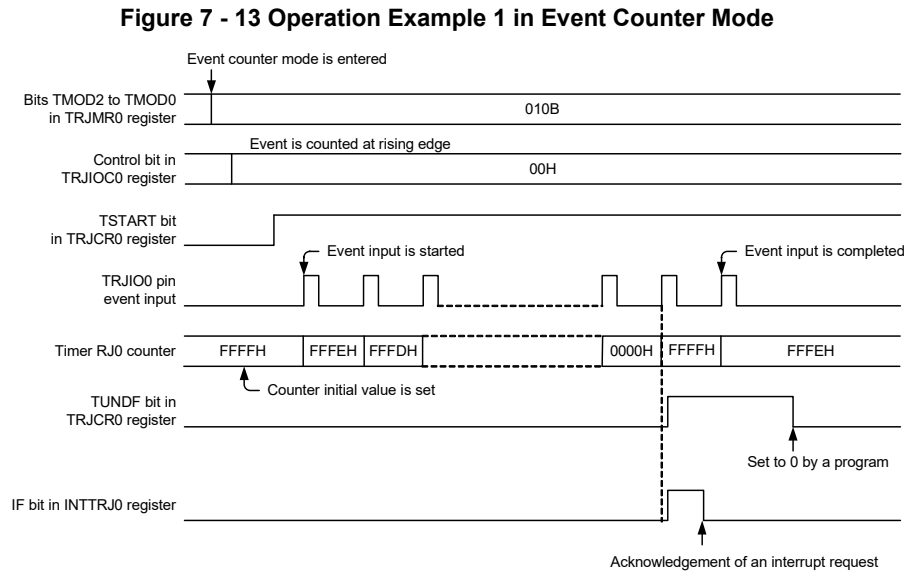 Figure 7 - 13 Operation Example 1 in Event Counter Mode
Event counter mode is entered
Bits TMOD2 to TMOD0
in TRJMR0 register
010B
Event is counted at rising edge
Control bit in
TRJIOC0 register
00H
TSTART bit
in TRJCR0 register
Event input is started
Event input is completed
TRJIO0 pin
event input
Timer RJ0 counter
FFFFH
FFFEH
FFFDH
0000H
FFFFH
FFFEH
Counter initial value is set
TUNDF bit in
TRJCR0 register
Set to 0 by a program
IF bit in INTTRJ0 register
Acknowledgement of an interrupt request